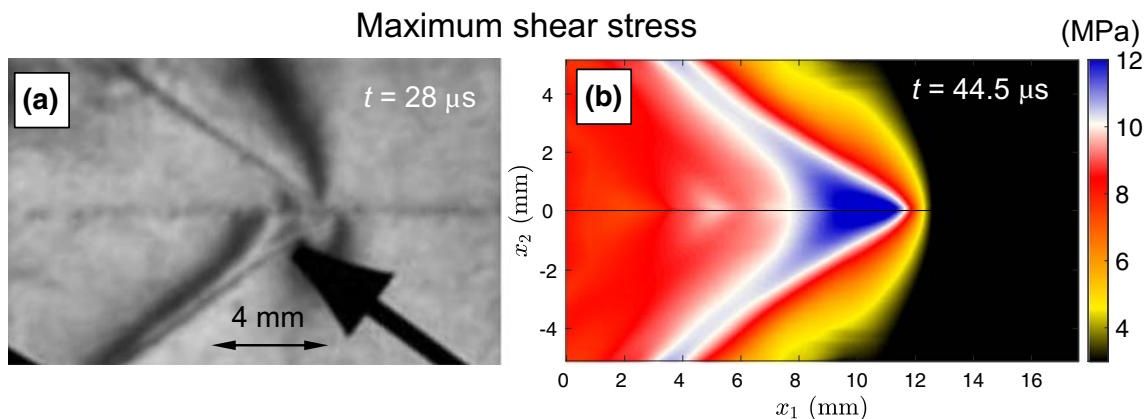 Maximum shear stress
(MPa)
(a)
t = 28 μs
4 mm
(b)
t = 44.5 μs
x₂ (mm)
4
2
0
-2
-4
0 2 4 6 8 10 12 14 16
x₁ (mm)
12
10
8
6
4